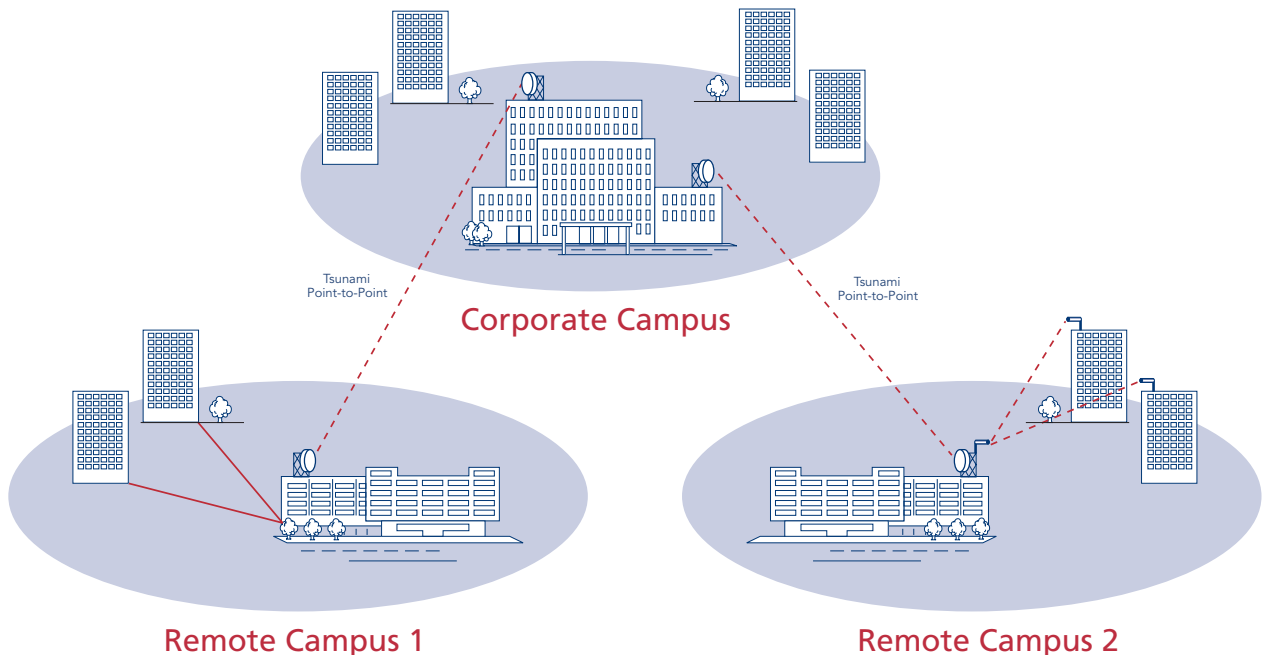 Tsunami
Point-to-Point
Tsunami
Point-to-Point
Corporate Campus
Remote Campus 1
Remote Campus 2